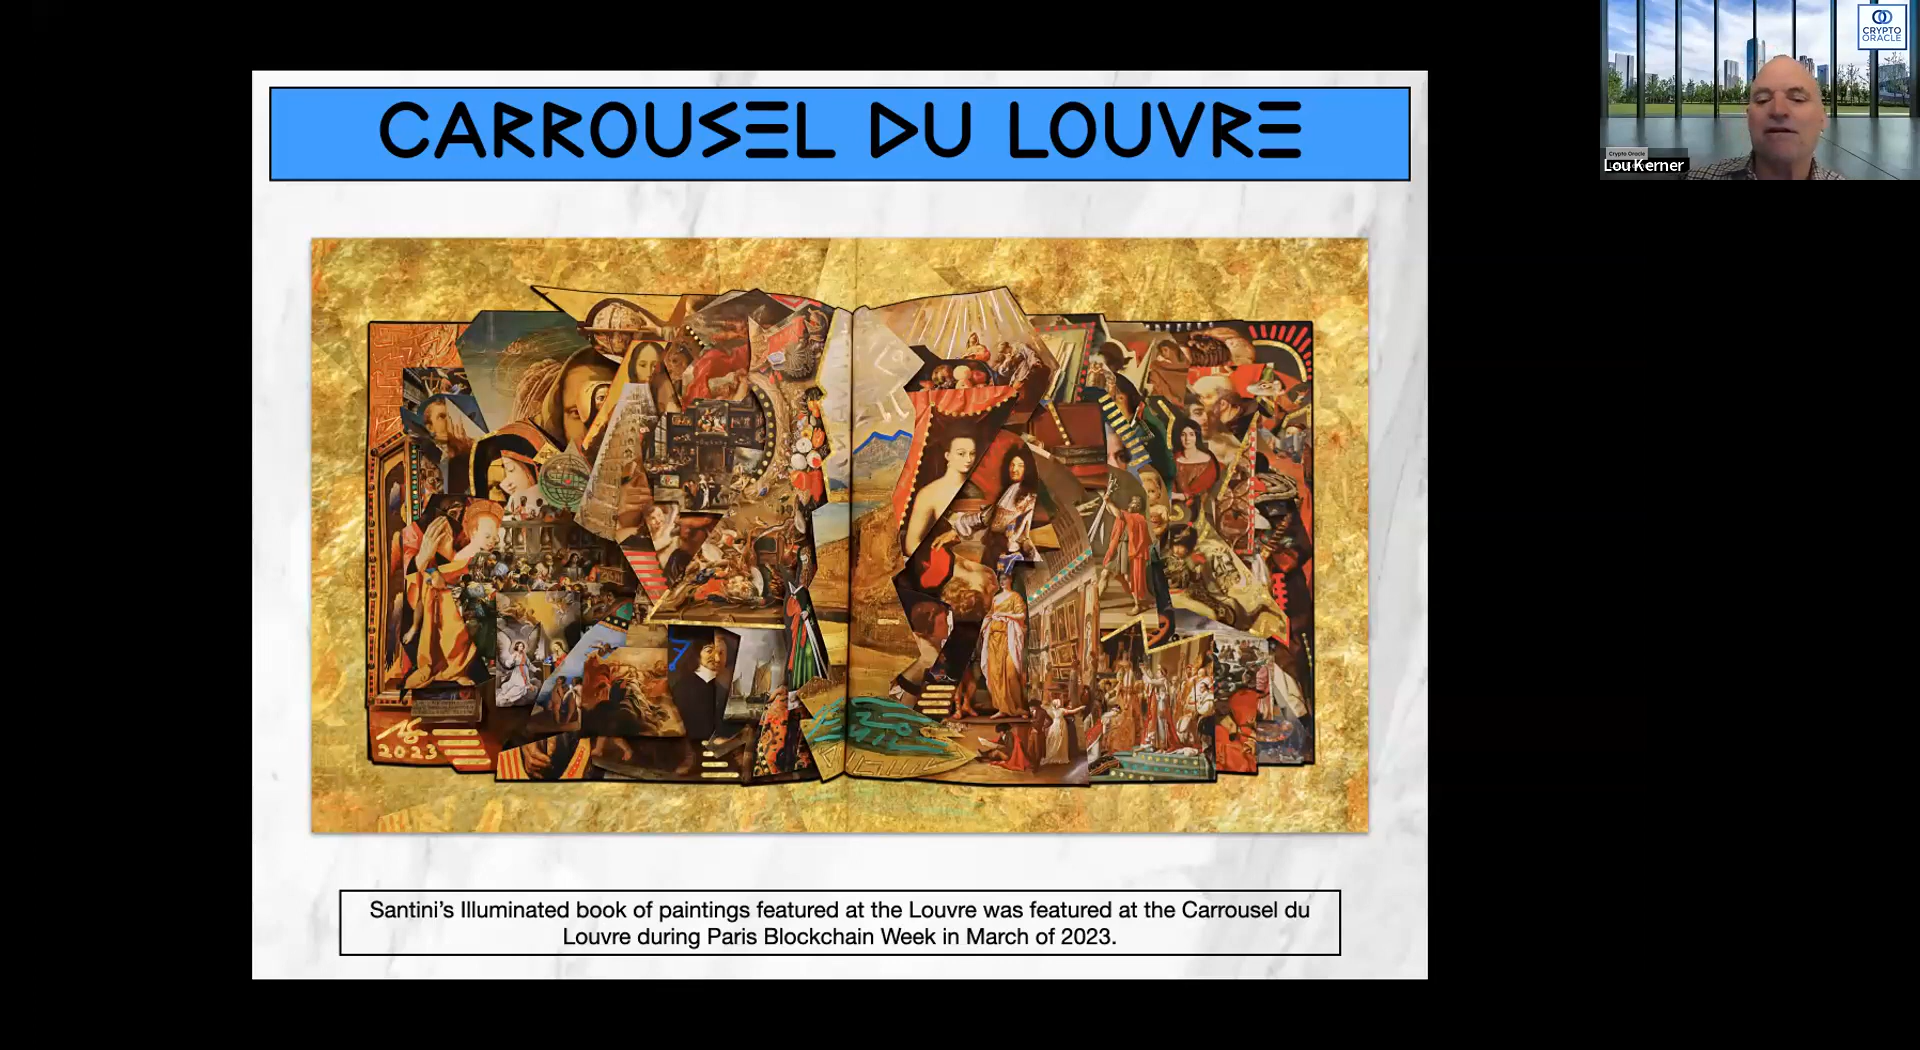 CARROUSEL DU LOUVRE
CRYPTO
ORACLE
Crypto Oracle
Lou Kerner
2023
Santini's Illuminated book of paintings featured at the Louvre was featured at the Carrousel du
Louvre during Paris Blockchain Week in March of 2023.